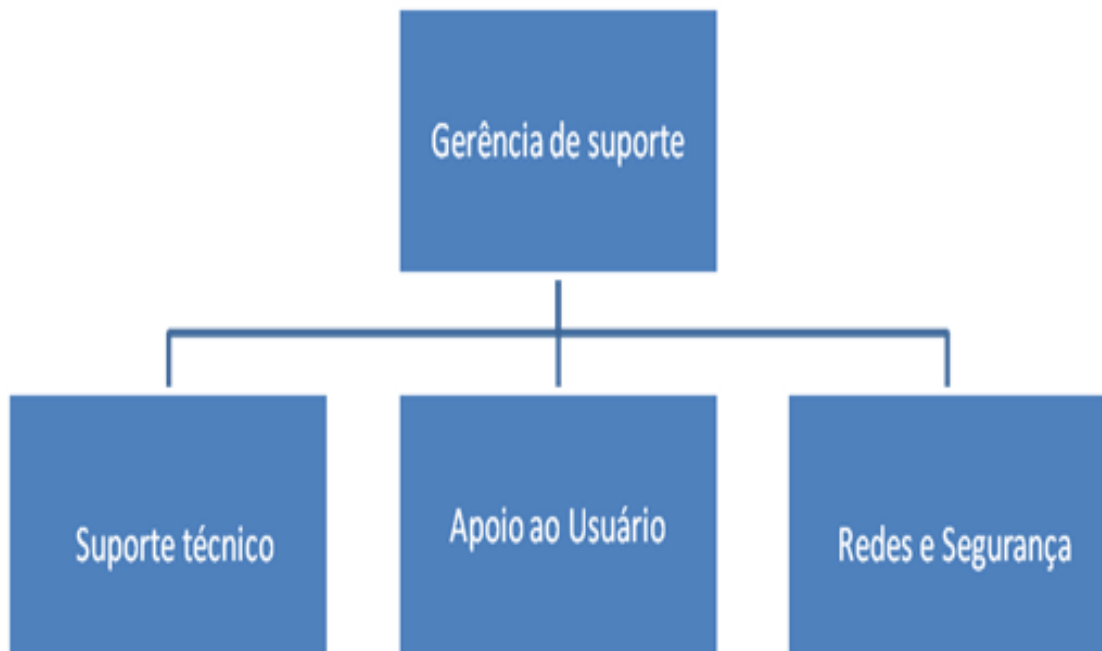 Gerência de suporte
Suporte técnico
Apoio ao Usuário
Redes e Segurança